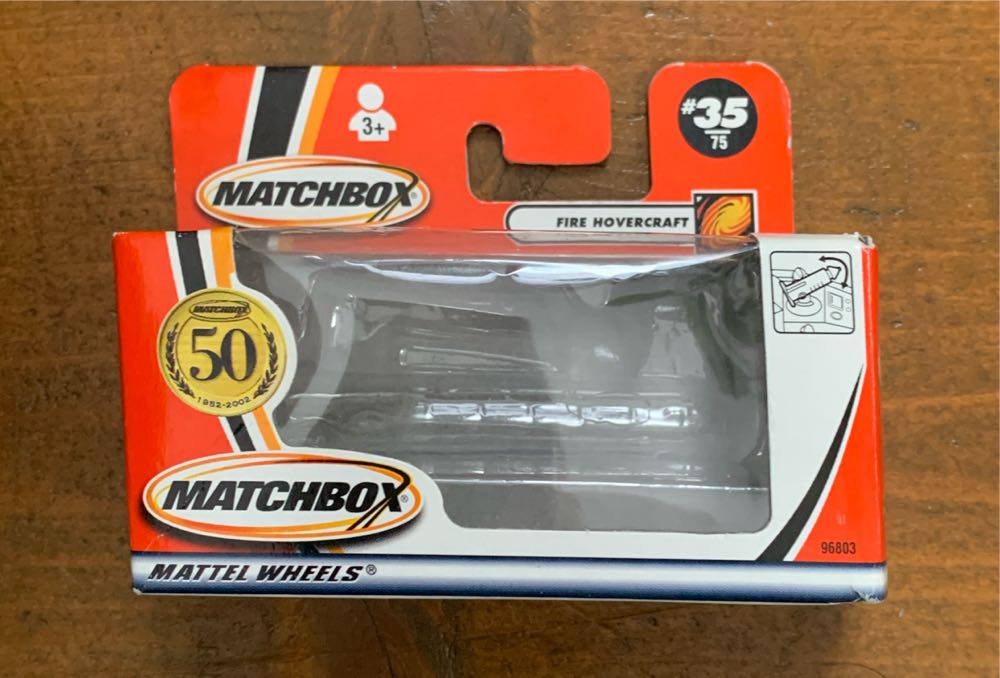 3+
#35
75
MATCHBOX®
FIRE HOVERCRAFT
MATCHBOX
50
1952-2002
MATCHBOX®
96803
MATTEL WHEELS®